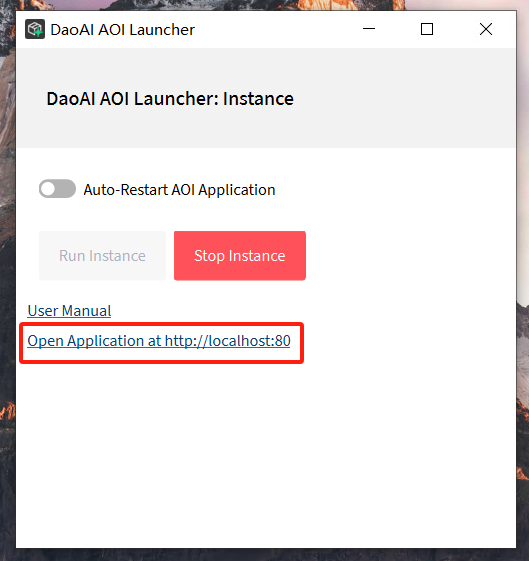 DaoAI AOI Launcher
DaoAI AOI Launcher: Instance
Auto-Restart AOI Application
Run Instance Stop Instance
User Manual
Open Application at http://localhost:80